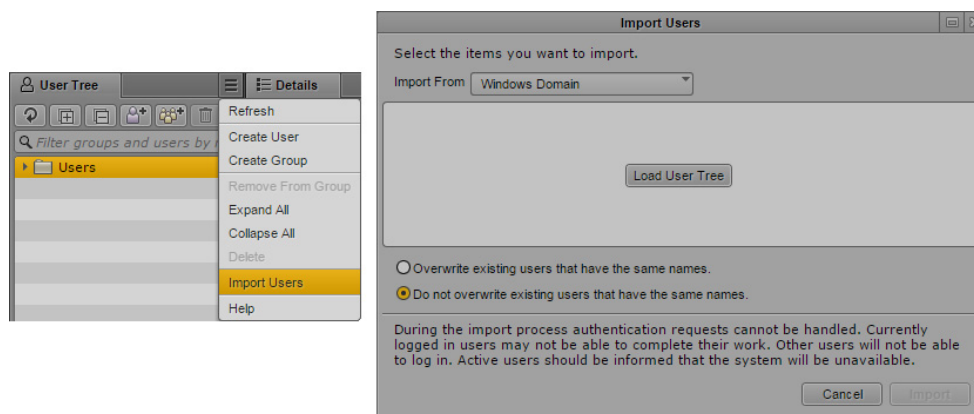 User Tree
Details
Filter groups and users by
Users
Refresh
Create User
Create Group
Remove From Group
Expand All
Collapse All
Delete
Import Users
Help
Import Users
Select the items you want to import.
Import From Windows Domain
Load User Tree
Overwrite existing users that have the same names.
Do not overwrite existing users that have the same names.
During the import process authentication requests cannot be handled. Currently
logged in users may not be able to complete their work. Other users will not be able
to log in. Active users should be informed that the system will be unavailable.
Cancel Import